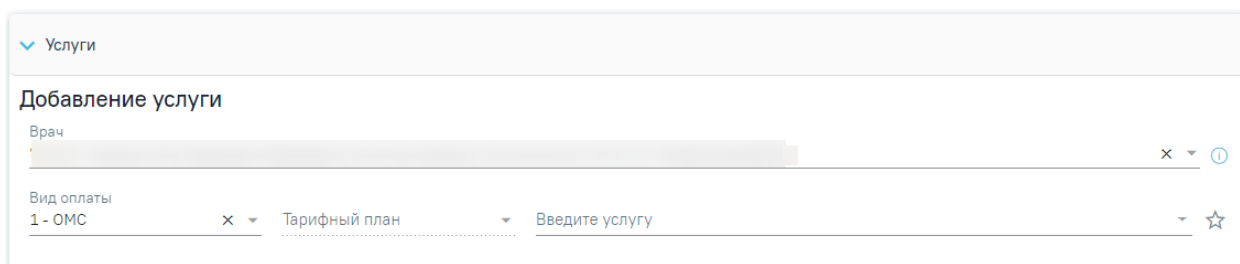 Услуги
Добавление услуги
Врач
Вид оплаты
1 - ОМС Тарифный план Введите услугу